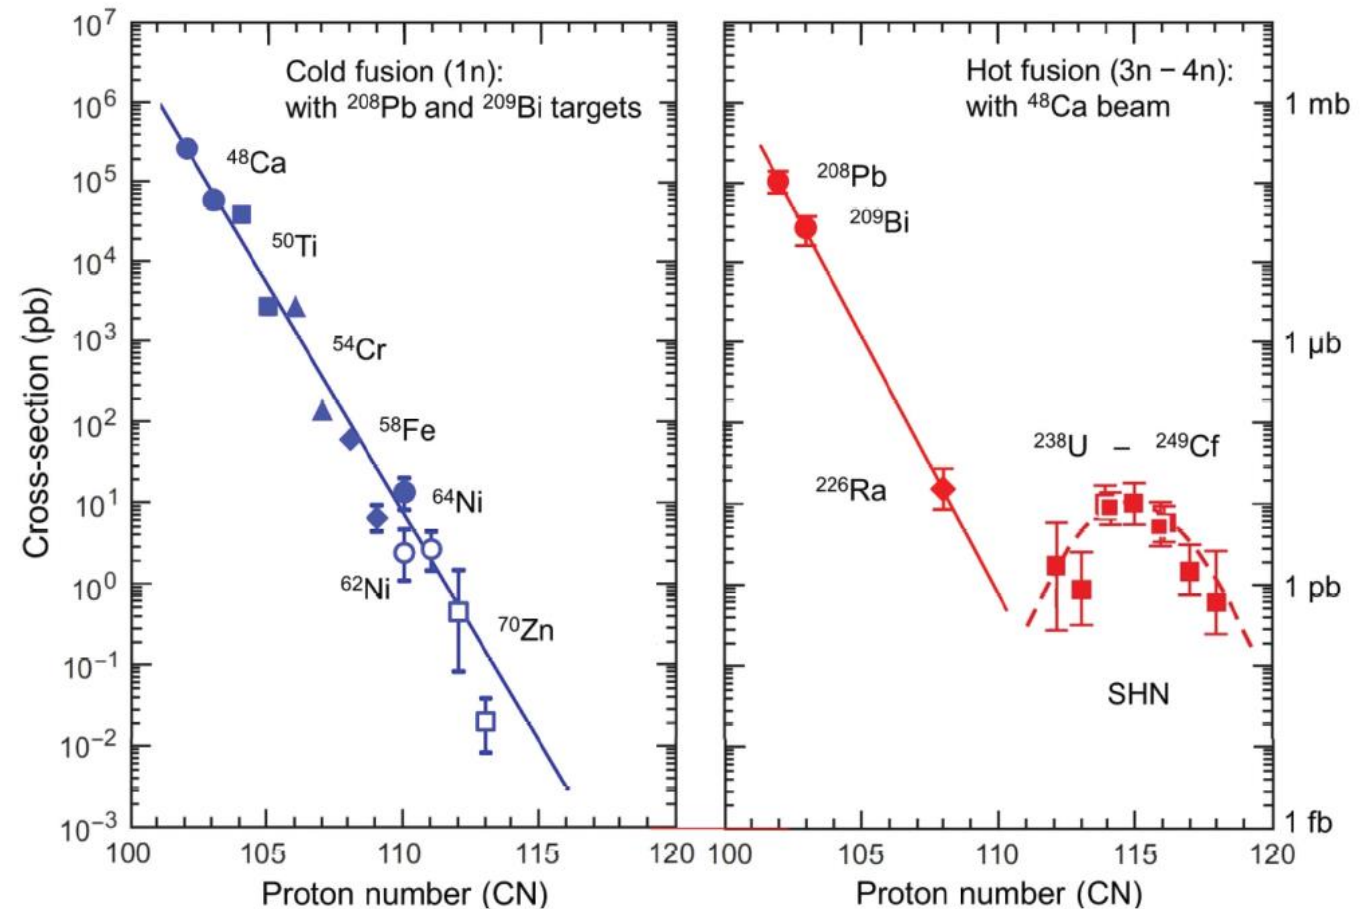 Cross-section (pb)
10⁷
10⁶
10⁵
10⁴
10³
10²
10¹
10⁰
10⁻¹
10⁻²
10⁻³
Cold fusion (1n):
with ²⁰⁸Pb and ²⁰⁹Bi targets
⁴⁸Ca
⁵⁰Ti
⁵⁴Cr
⁵⁸Fe
⁶⁴Ni
⁶²Ni
⁷⁰Zn
100 105 110 115 120
Proton number (CN)
Hot fusion (3n – 4n):
with ⁴⁸Ca beam
²⁰⁸Pb
²⁰⁹Bi
²³⁸U – ²⁴⁹Cf
²²⁶Ra
SHN
1 mb
1 μb
1 pb
1 fb
100 105 110 115 120
Proton number (CN)